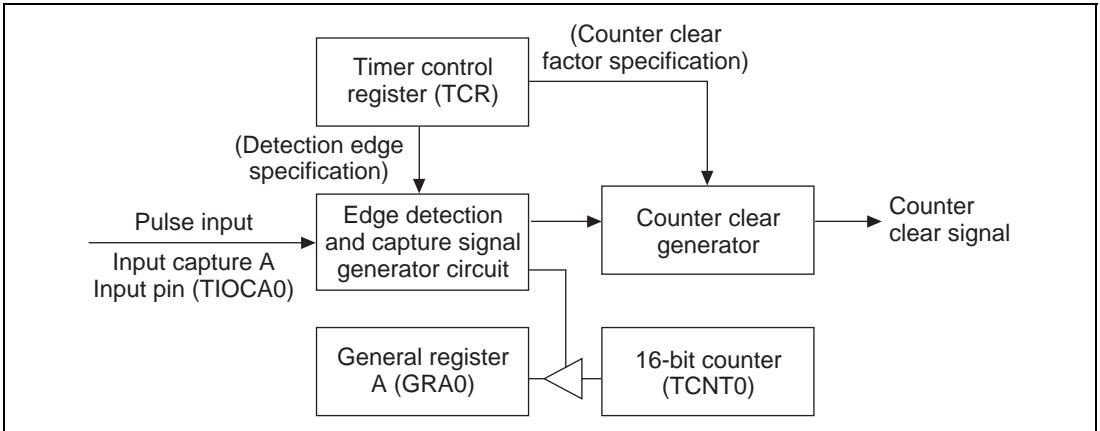 Timer control
register (TCR)
(Counter clear
factor specification)
(Detection edge
specification)
Pulse input
Input capture A
Input pin (TIOCA0)
Edge detection
and capture signal
generator circuit
Counter clear
generator
Counter
clear signal
General register
A (GRA0)
16-bit counter
(TCNT0)